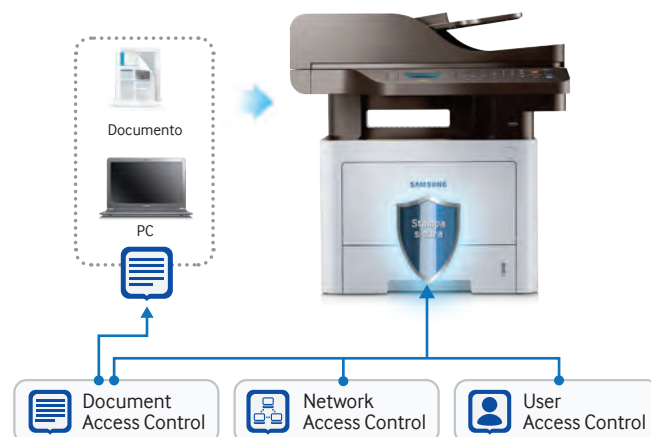 Documento
PC
SAMSUNG
Stampa
sicura
Document
Access Control
Network
Access Control
User
Access Control